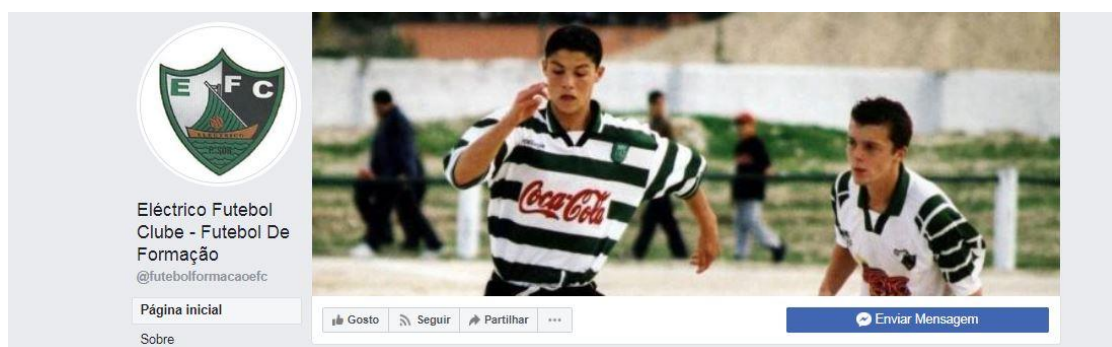 E F C
Eléctrico Futebol
Clube - Futebol De
Formação
@futebolformacaoefc
Página inicial
Sobre
Coca-Cola
Gosto
Seguir
Partilhar
Enviar Mensagem